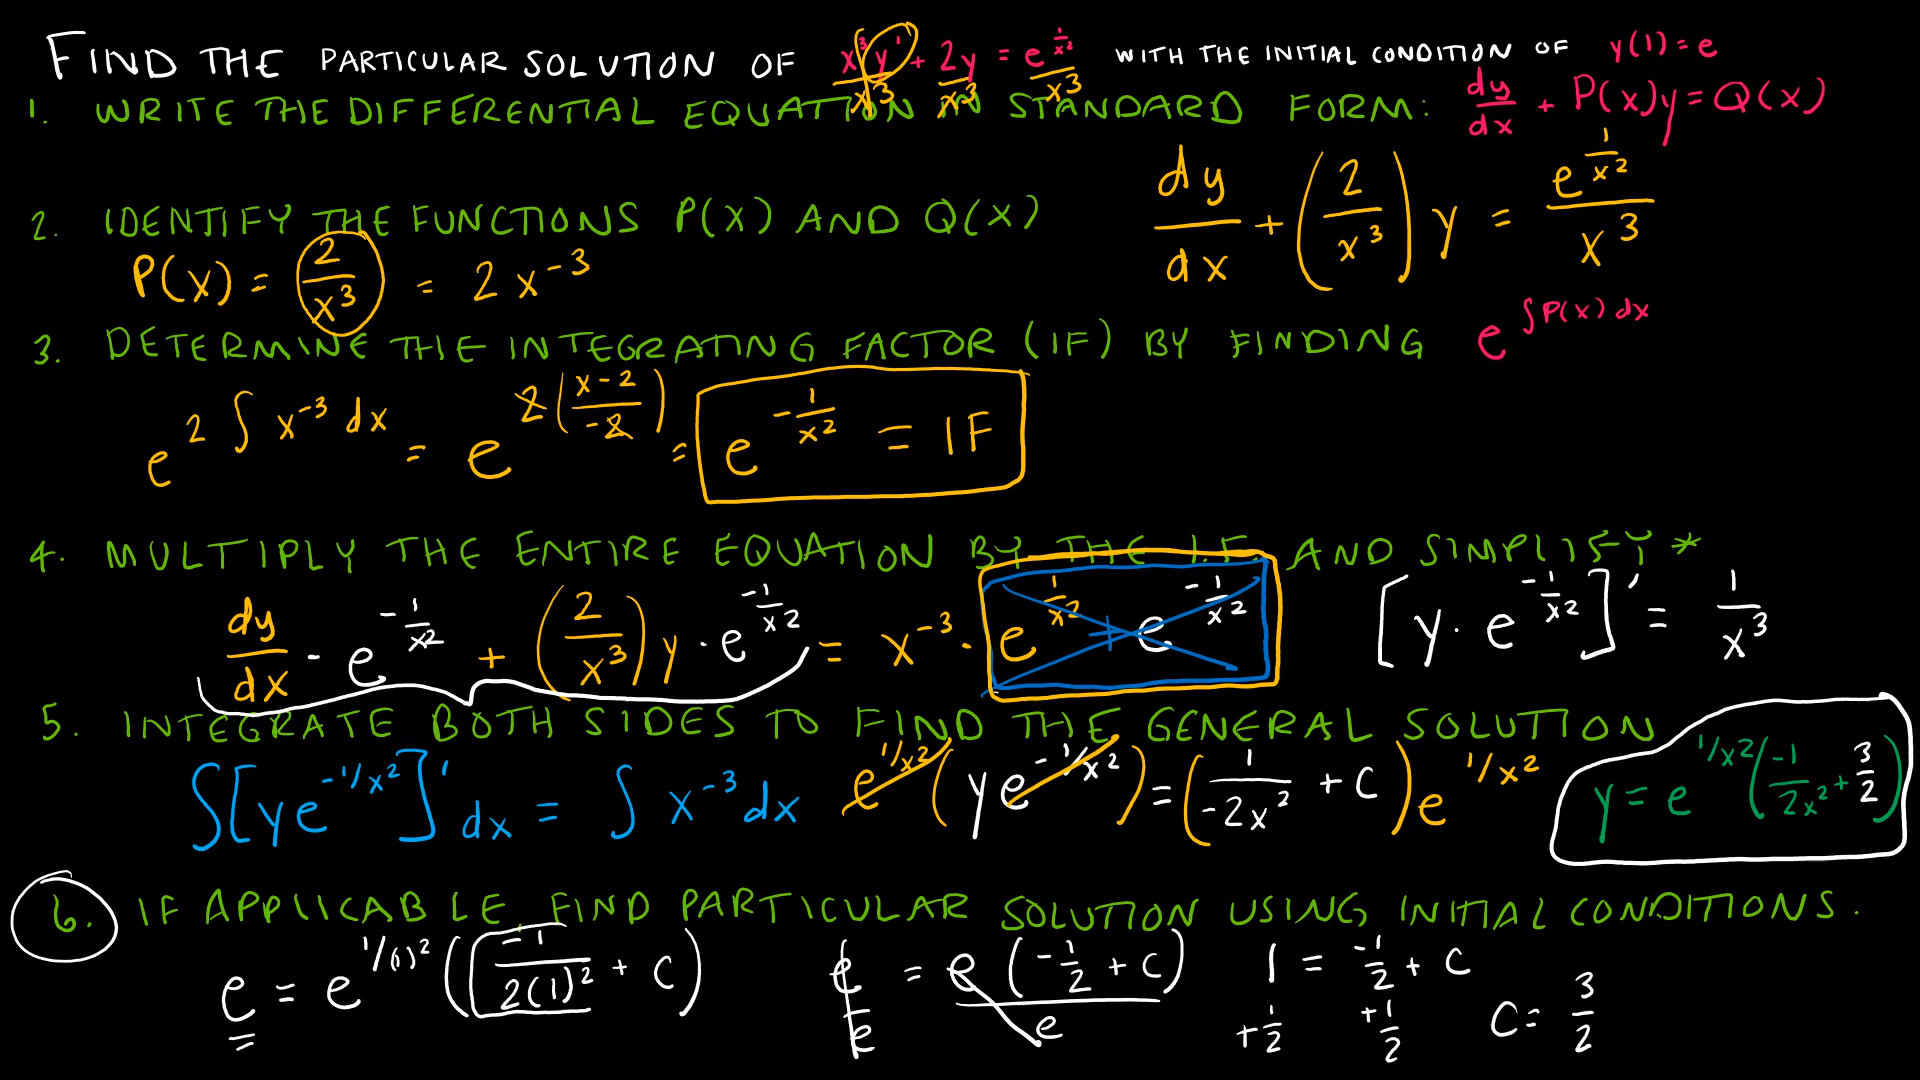 FIND THE PARTICULAR SOLUTION OF x³y' + 2y = e^(1/x²) WITH THE INITIAL CONDITION OF y(1) = e
x³ x³ x³
1. WRITE THE DIFFERENTIAL EQUATION IN STANDARD FORM: dy/dx + P(x)y = Q(x)
dy/dx + (2/x³) y = e^(1/x²)/x³
2. IDENTIFY THE FUNCTIONS P(X) AND Q(X)
P(x) = 2/x³ = 2x^-3
3. DETERMINE THE INTEGRATING FACTOR (IF) BY FINDING e^(∫P(x)dx)
e^(2∫x^-3 dx) = e^(2(x-2/-2)) = e^(-1/x²) = IF
4. MULTIPLY THE ENTIRE EQUATION BY THE I.F. AND SIMPLIFY *
dy/dx · e^(-1/x²) + (2/x³) y · e^(-1/x²) = x^-3 · e^(1/x²) + e^(-1/x²) [y · e^(-1/x²)]' = 1/x³
5. INTEGRATE BOTH SIDES TO FIND THE GENERAL SOLUTION
∫[ye^(-1/x²)]' dx = ∫ x^-3 dx e^(1/x²) (ye^(-1/x²)) = (1/-2x² + C) e^(1/x²) y = e^(1/x²) (-1/2x² + 3/2)
6. IF APPLICABLE, FIND PARTICULAR SOLUTION USING INITIAL CONDITIONS.
e = e^(1/(1)²) (-1/2(1)² + C) e/e = e(-1/2 + C)/e 1 = -1/2 + C
+1/2 +1/2 C = 3/2